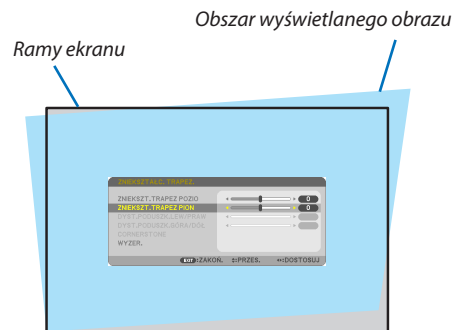 Obszar wyświetlanego obrazu
Ramy ekranu
ZNIEKSZTAŁC. TRAPEZ.
ZNIEKSZT.TRAPEZ POZIO 0
ZNIEKSZT.TRAPEZ PION 0
DYST.PODUSZK.LEW/PRAW
DYST.PODUSZK.GÓRA/DÓŁ
CORNERSTONE
WYZER.
EXIT :ZAKOŃ. ↕:PRZES. ↔:DOSTOSUJ